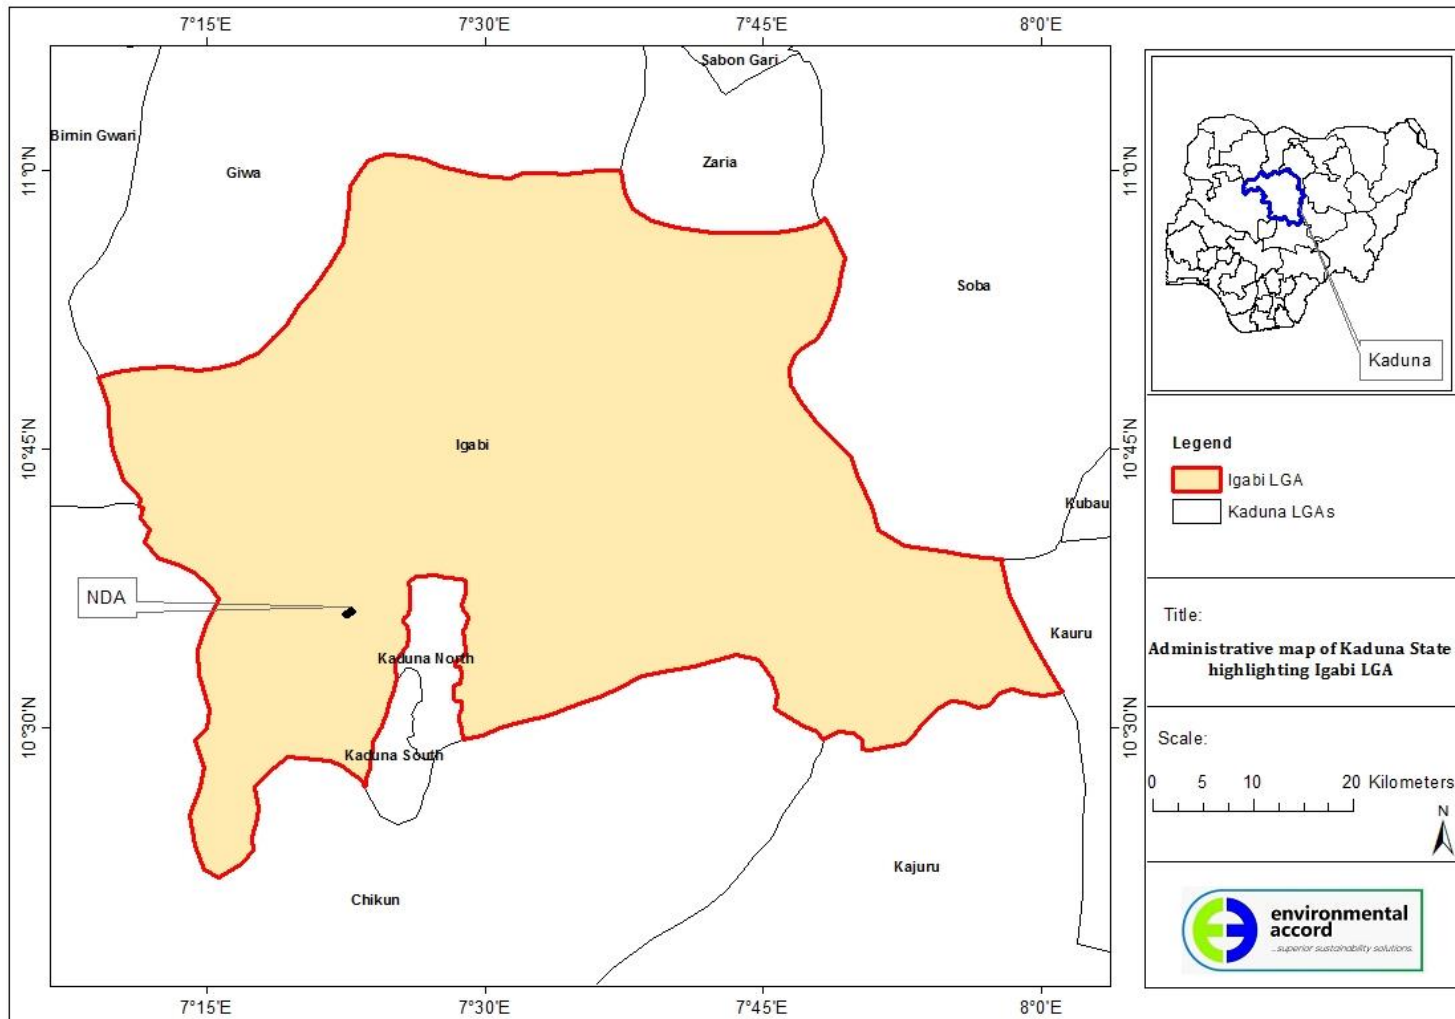 7°15'E
7°30'E
7°45'E
8°0'E
Sabon Gari
Birnin Gwari
Zaria
Giwa
11°0'N
11°0'N
Soba
Kaduna
Igabi
10°45'N
10°45'N
Legend
Igabi LGA
Kaduna LGAs
Kubau
NDA
Kauru
Kaduna North
Title:
Administrative map of Kaduna State
highlighting Igabi LGA
10°30'N
10°30'N
Kaduna South
Scale:
0 5 10 20 Kilometers
N
Kajuru
Chikun
environmental
accord
...superior sustainability solutions.
7°15'E
7°30'E
7°45'E
8°0'E